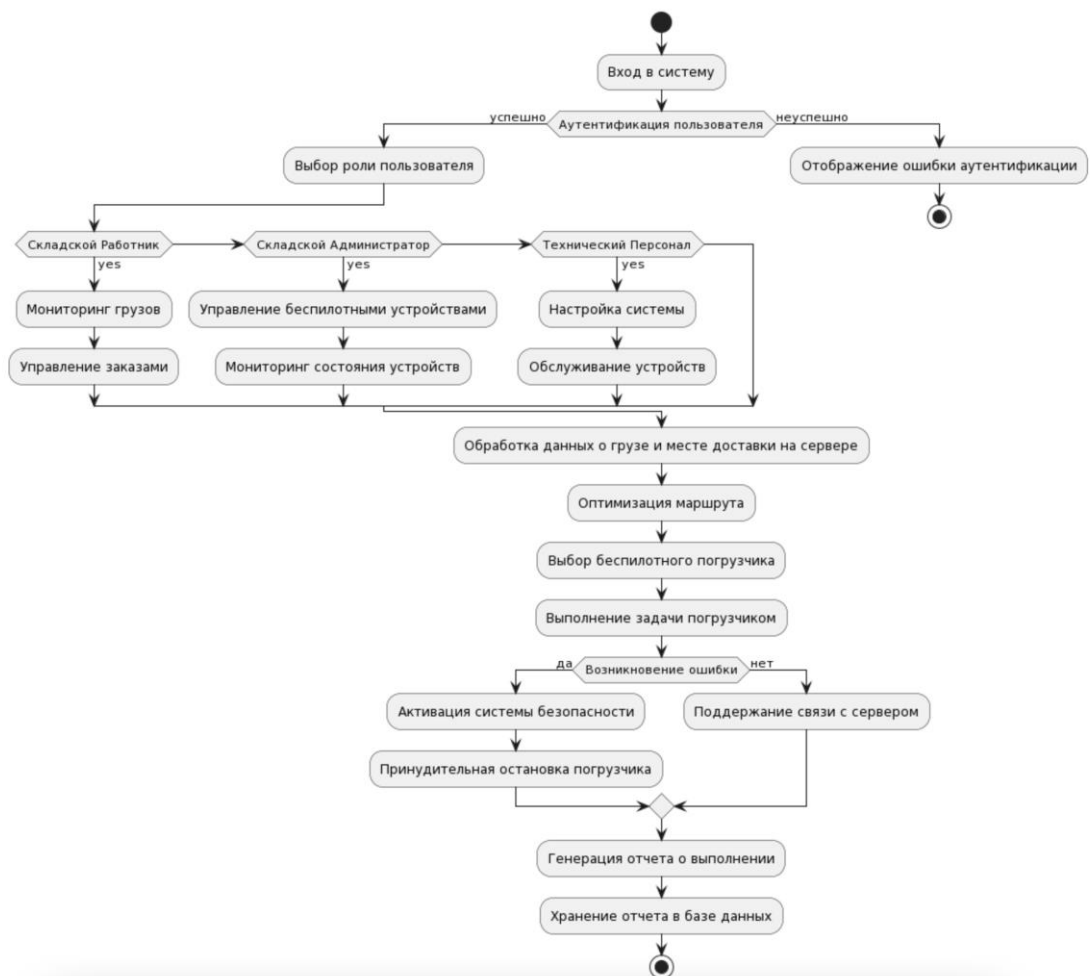 Вход в систему
успешно
Аутентификация пользователя
неуспешно
Выбор роли пользователя
Отображение ошибки аутентификации
Складской Работник
Складской Администратор
Технический Персонал
yes
yes
yes
Мониторинг грузов
Управление беспилотными устройствами
Настройка системы
Управление заказами
Мониторинг состояния устройств
Обслуживание устройств
Обработка данных о грузе и месте доставки на сервере
Оптимизация маршрута
Выбор беспилотного погрузчика
Выполнение задачи погрузчиком
да
Возникновение ошибки
нет
Активация системы безопасности
Поддержание связи с сервером
Принудительная остановка погрузчика
Генерация отчета о выполнении
Хранение отчета в базе данных